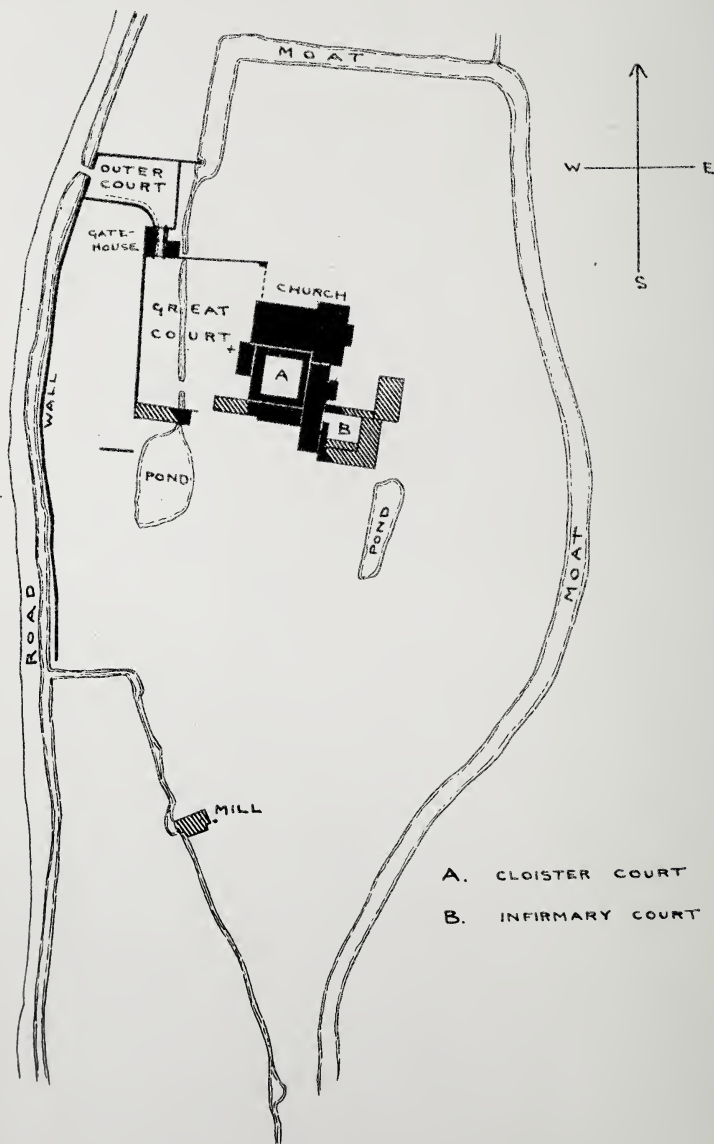 MOAT
OUTER
COURT
W
E
S
GATE-
HOUSE
CHURCH
GREAT
COURT
A
WALL
B
POND
POND
MOAT
ROAD
MILL
A. CLOISTER COURT
B. INFIRMARY COURT